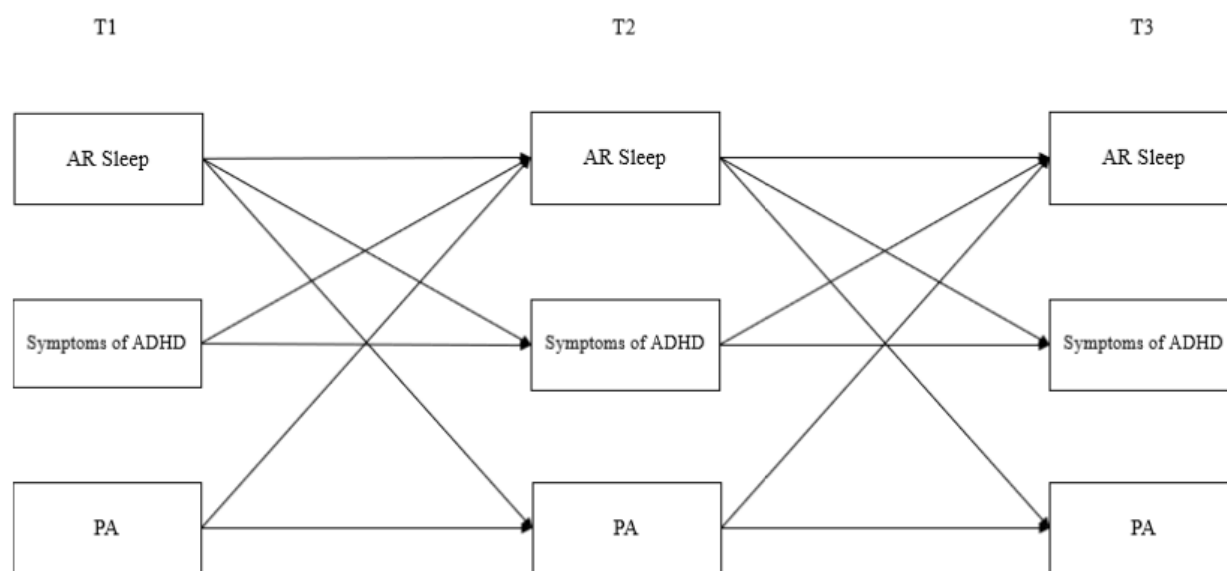 T1 T2 T3
AR Sleep AR Sleep AR Sleep
Symptoms of ADHD Symptoms of ADHD Symptoms of ADHD
PA PA PA